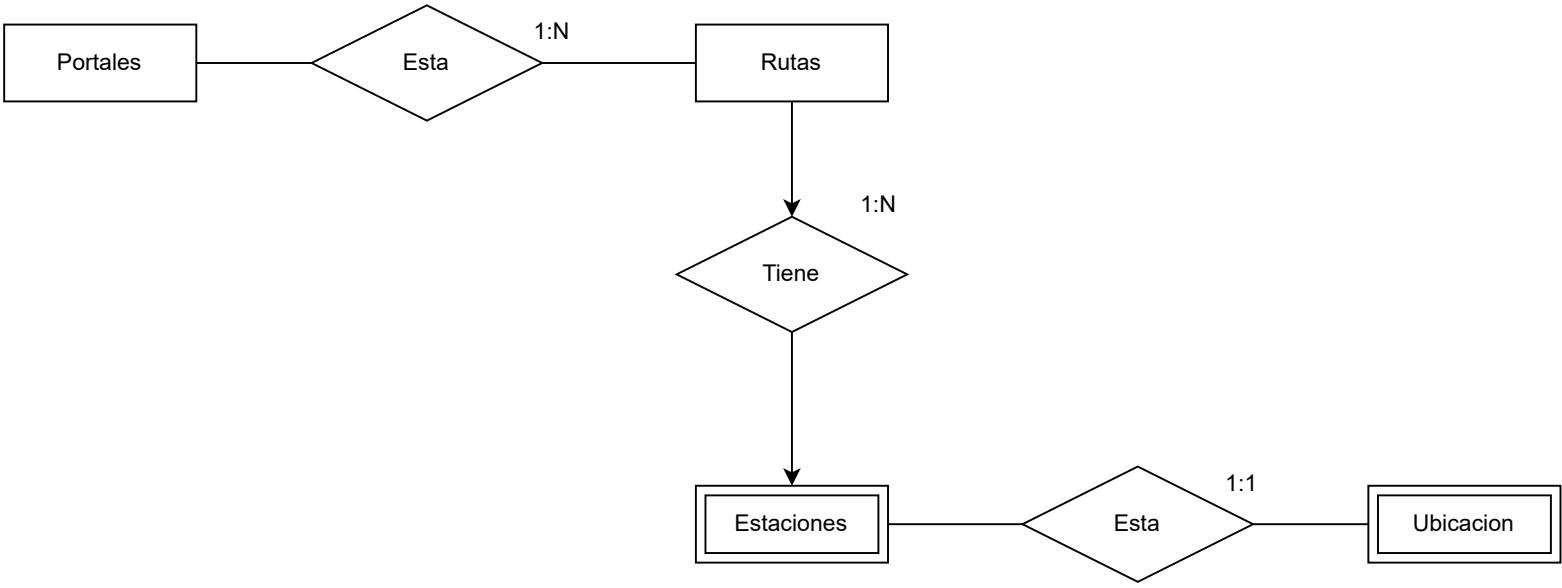 Portales
Esta
1:N
Rutas
1:N
Tiene
Estaciones
Esta
1:1
Ubicacion